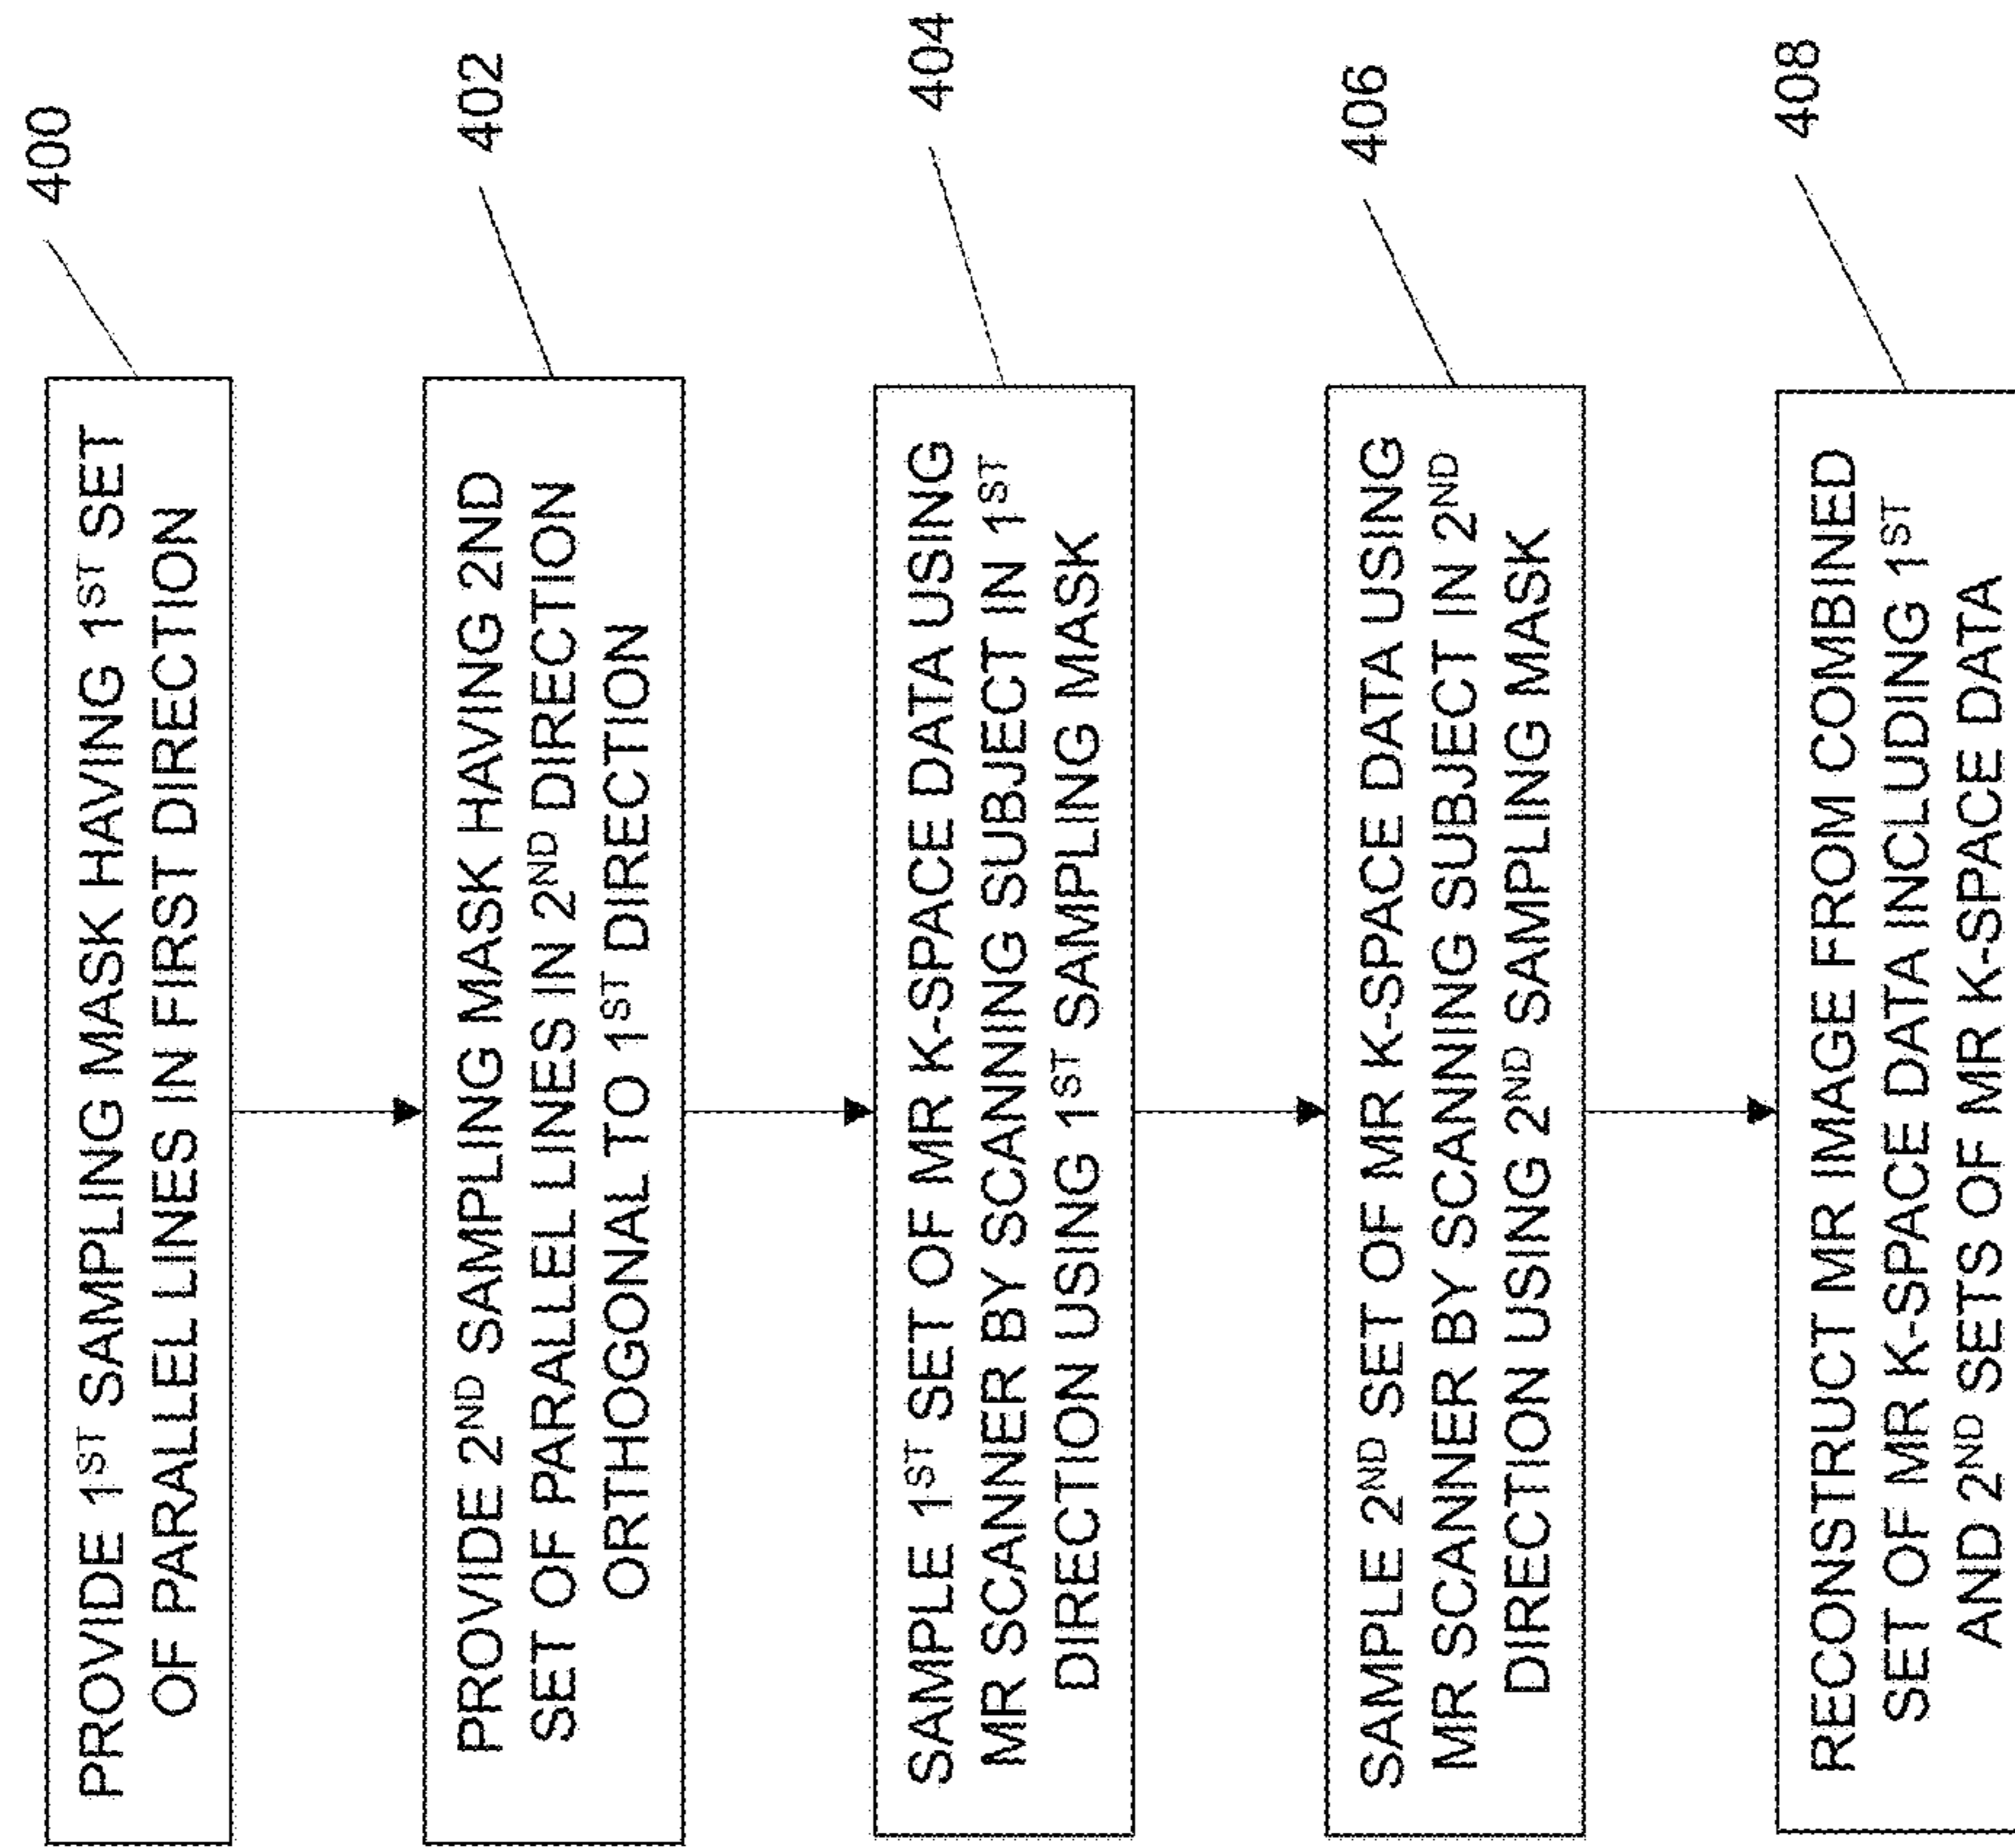 PROVIDE 1ST SAMPLING MASK HAVING 1ST SET
OF PARALLEL LINES IN FIRST DIRECTION
400
PROVIDE 2ND SAMPLING MASK HAVING 2ND
SET OF PARALLEL LINES IN 2ND DIRECTION
ORTHOGONAL TO 1ST DIRECTION
402
SAMPLE 1ST SET OF MR K-SPACE DATA USING
MR SCANNER BY SCANNING SUBJECT IN 1ST
DIRECTION USING 1ST SAMPLING MASK
404
SAMPLE 2ND SET OF MR K-SPACE DATA USING
MR SCANNER BY SCANNING SUBJECT IN 2ND
DIRECTION USING 2ND SAMPLING MASK
406
RECONSTRUCT MR IMAGE FROM COMBINED
SET OF MR K-SPACE DATA INCLUDING 1ST
AND 2ND SETS OF MR K-SPACE DATA
408